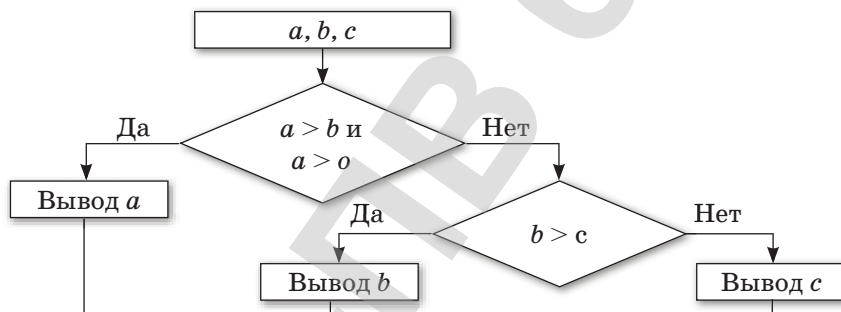 a, b, c
Да
a > b и
a > o
Нет
Вывод a
Да
b > c
Нет
Вывод b
Вывод c